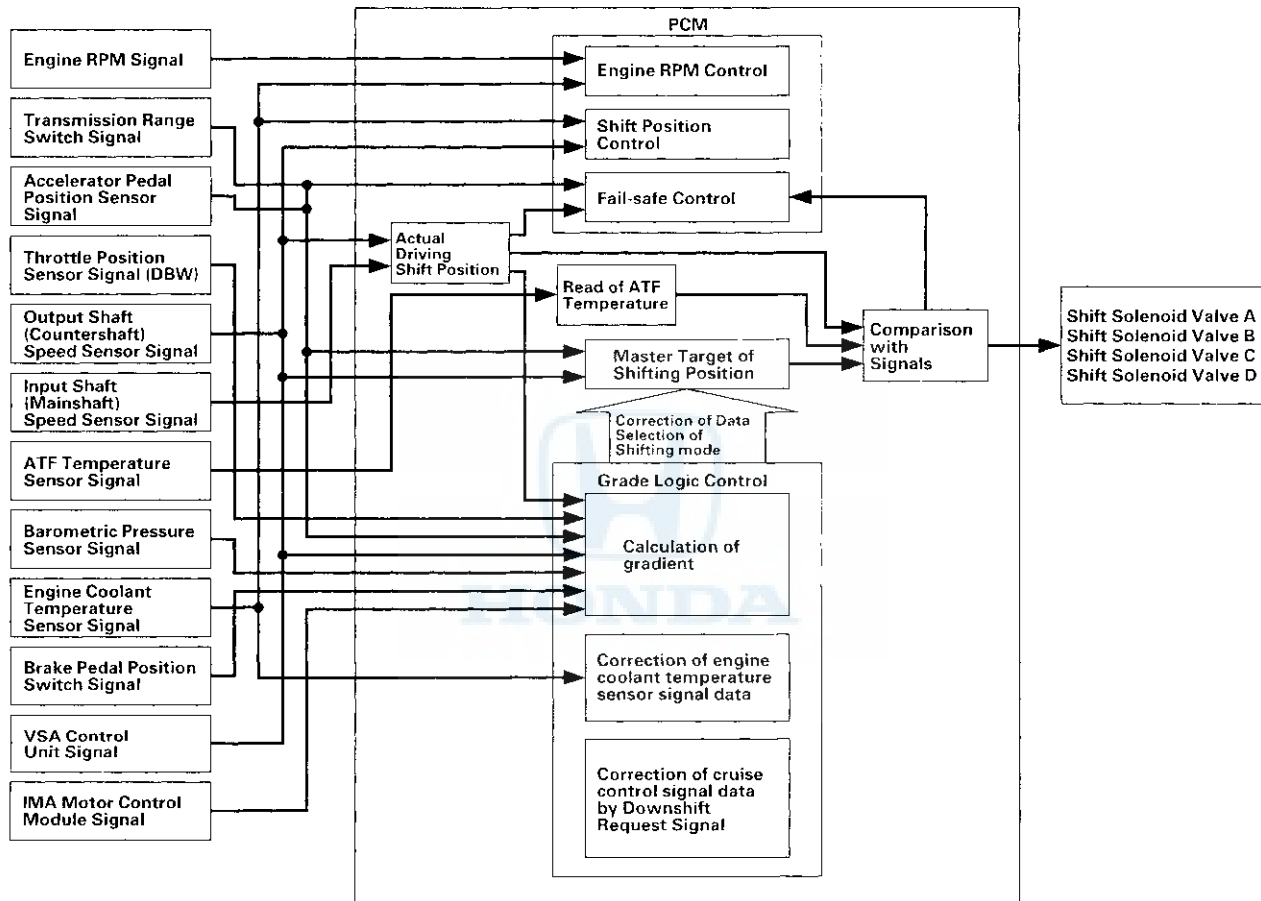 PCM
Engine RPM Signal
Transmission Range
Switch Signal
Accelerator Pedal
Position Sensor
Signal
Throttle Position
Sensor Signal (DBW)
Output Shaft
(Countershaft)
Speed Sensor Signal
Input Shaft
(Mainshaft)
Speed Sensor Signal
ATF Temperature
Sensor Signal
Barometric Pressure
Sensor Signal
Engine Coolant
Temperature
Sensor Signal
Brake Pedal Position
Switch Signal
VSA Control
Unit Signal
IMA Motor Control
Module Signal
Engine RPM Control
Shift Position
Control
Fail-safe Control
Actual
Driving
Shift Position
Read of ATF
Temperature
Master Target of
Shifting Position
Correction of Data
Selection of
Shifting mode
Grade Logic Control
Calculation of
gradient
HONDA
Correction of engine
coolant temperature
sensor signal data
Correction of cruise
control signal data
by Downshift
Request Signal
Comparison
with
Signals
Shift Solenoid Valve A
Shift Solenoid Valve B
Shift Solenoid Valve C
Shift Solenoid Valve D